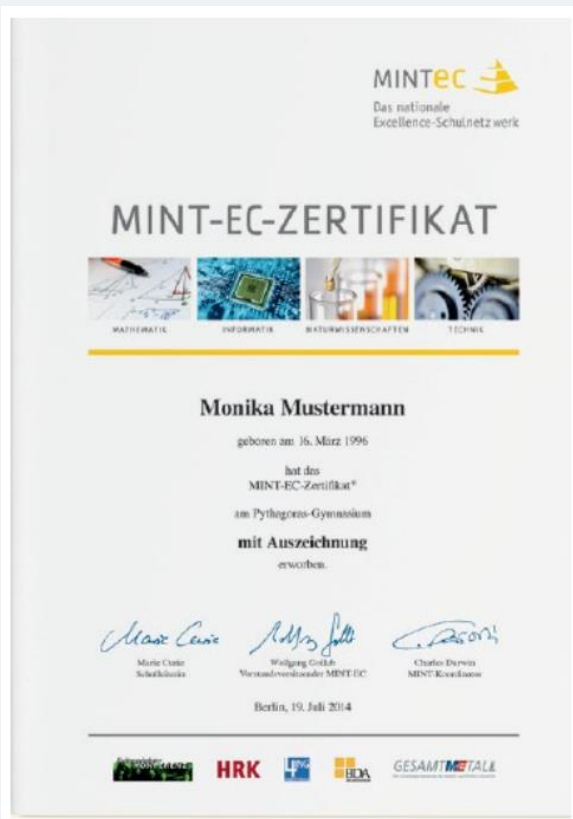 MINTeC
Das nationale
Excellence-Schulnetzwerk
MINT-EC-ZERTIFIKAT
MATHEMATIK INFORMATIK NATURWISSENSCHAFTEN TECHNIK
Monika Mustermann
geboren am 16. März 1996
hat das
MINT-EC-Zertifikat®
am Pythagoras-Gymnasium
mit Auszeichnung
erworben.
Marie Curie Charles Darwin
Schulleiterin Vorstandsvorsitzender MINT-EC MINT-Koordinator
Berlin, 19. Juli 2014
HRK 4ING BDA GESAMTMETALL